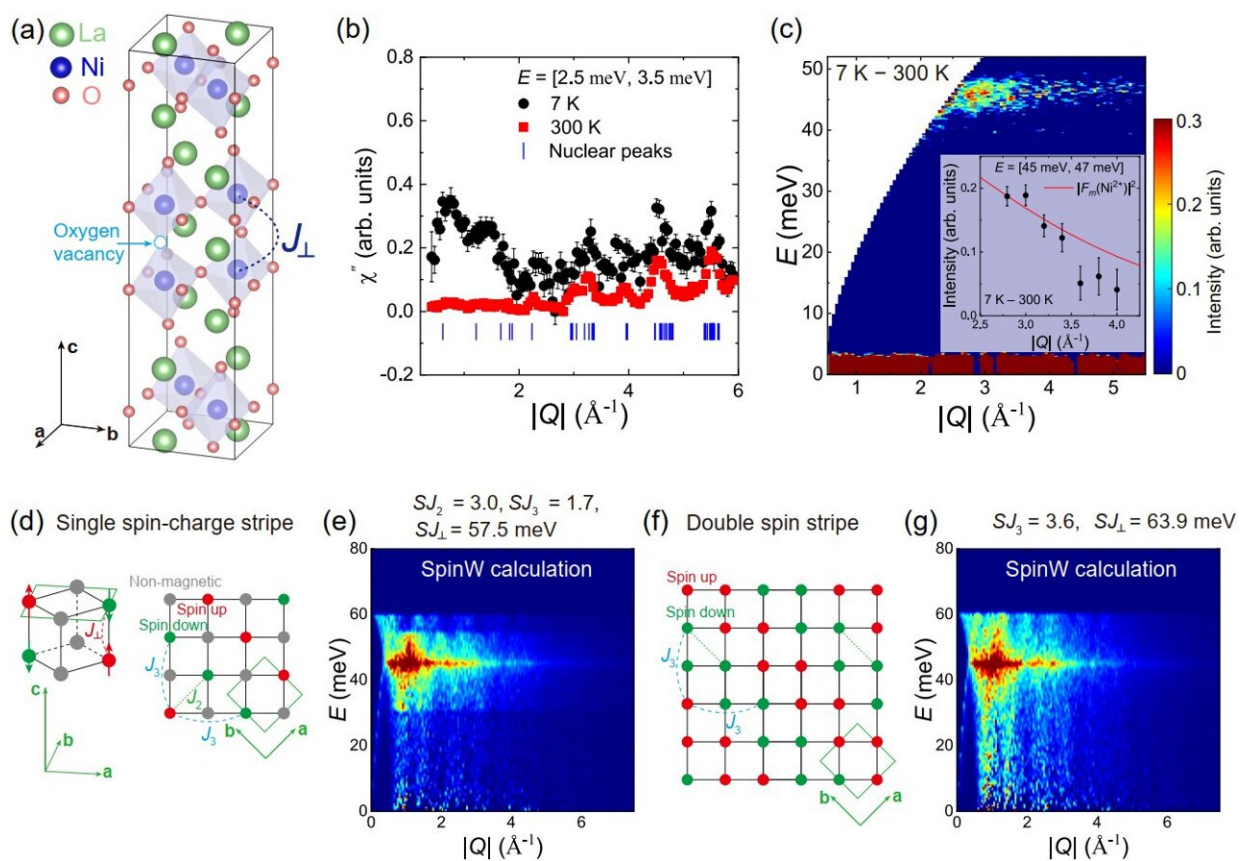 (a)
La
Ni
O
Oxygen
vacancy
J⊥
c
a
b
(b)
E = [2.5 meV, 3.5 meV]
7 K
300 K
Nuclear peaks
χ″ (arb. units)
0.8
0.6
0.4
0.2
0.0
-0.2
2
4
6
|Q| (Å⁻¹)
(c)
7 K – 300 K
E (meV)
50
40
30
20
10
0
1
2
3
4
5
|Q| (Å⁻¹)
E = [45 meV, 47 meV]
|Fm(Ni²⁺)|²
Intensity (arb. units)
0.2
0.1
0.0
7 K – 300 K
2.5
3.0
3.5
4.0
|Q| (Å⁻¹)
0.3
0.2
0.1
0
Intensity (arb. units)
(d) Single spin-charge stripe
Non-magnetic
Spin up
Spin down
J⊥
J3
J2
J3
c
b
a
b
a
(e)
SJ2 = 3.0, SJ3 = 1.7,
SJ⊥ = 57.5 meV
SpinW calculation
E (meV)
80
60
40
20
0
0
2
4
6
|Q| (Å⁻¹)
(f) Double spin stripe
Spin up
Spin down
J3
J3
b
a
(g)
SJ3 = 3.6, SJ⊥ = 63.9 meV
SpinW calculation
E (meV)
80
60
40
20
0
0
2
4
6
|Q| (Å⁻¹)